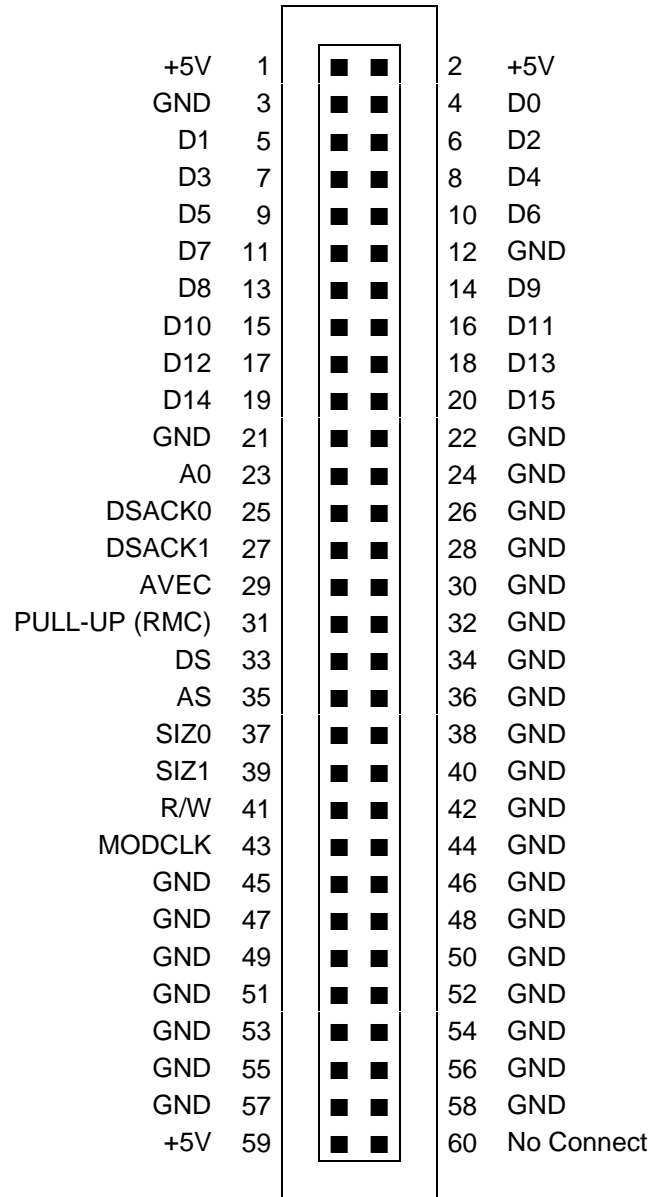 +5V 1 2 +5V
GND 3 4 D0
D1 5 6 D2
D3 7 8 D4
D5 9 10 D6
D7 11 12 GND
D8 13 14 D9
D10 15 16 D11
D12 17 18 D13
D14 19 20 D15
GND 21 22 GND
A0 23 24 GND
DSACK0 25 26 GND
DSACK1 27 28 GND
AVEC 29 30 GND
PULL-UP (RMC) 31 32 GND
DS 33 34 GND
AS 35 36 GND
SIZ0 37 38 GND
SIZ1 39 40 GND
R/W 41 42 GND
MODCLK 43 44 GND
GND 45 46 GND
GND 47 48 GND
GND 49 50 GND
GND 51 52 GND
GND 53 54 GND
GND 55 56 GND
GND 57 58 GND
+5V 59 60 No Connect